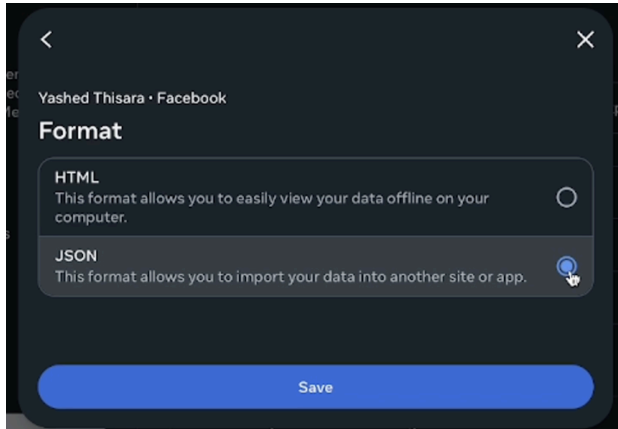 Yashed Thisara • Facebook
Format
HTML
This format allows you to easily view your data offline on your
computer.
JSON
This format allows you to import your data into another site or app.
Save